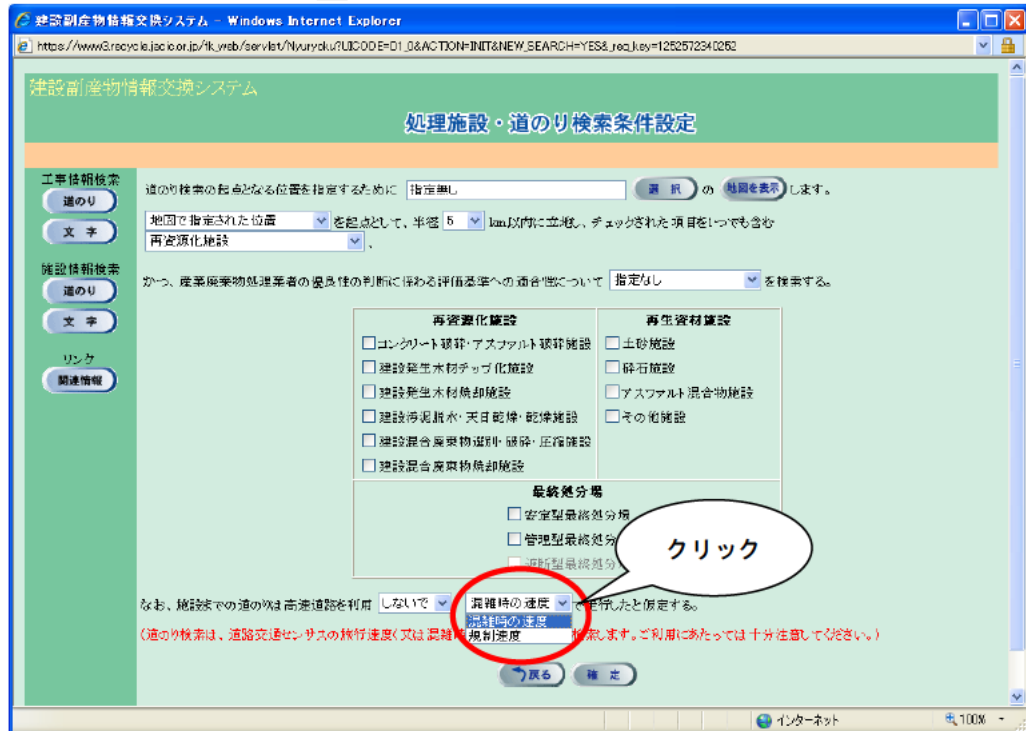 建設副産物情報交換システム - Windows Internet Explorer
建設副産物情報交換システム
処理施設・道のり検索条件設定
工事情報検索
道のり
文字
施設情報検索
道のり
文字
リンク
関連情報
道のり検索の起点となる位置を指定するために 指定無し 選択 の 地図を表示 します。
地図で指定された位置 を起点として、半径 5 km以内に立地し、チェックされた項目を1つでも含む
再資源化施設 、
かつ、産業廃棄物処理業者の優良性の判断に係わる評価基準への適合性について 指定なし を検索する。
再資源化施設
コンクリート破砕・アスファルト破砕施設
建設発生木材チップ化施設
建設発生木材焼却施設
建設汚泥脱水・天日乾燥・乾燥施設
建設混合廃棄物選別・破砕・圧縮施設
建設混合廃棄物焼却施設
再生資材施設
土砂施設
砕石施設
アスファルト混合物施設
その他施設
最終処分場
安定型最終処分場
管理型最終処分
遮断型最終処分
クリック
なお、施設までの道のりは高速道路を利用 しないで 混雑時の速度 で走行したと仮定する。
混雑時の速度
規制速度
(道のり検索は、道路交通センサスの旅行速度(又は混雑時 検索します。ご利用にあたっては十分注意してください。)
戻る 確定
インターネット 100%